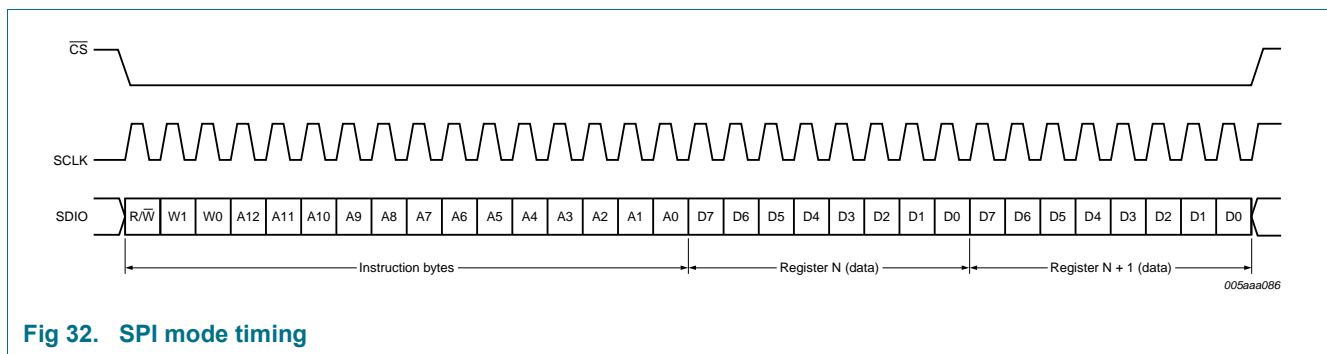 CS
SCLK
SDIO R/W W1 W0 A12 A11 A10 A9 A8 A7 A6 A5 A4 A3 A2 A1 A0 D7 D6 D5 D4 D3 D2 D1 D0 D7 D6 D5 D4 D3 D2 D1 D0
Instruction bytes Register N (data) Register N + 1 (data)
005aaa086
Fig 32. SPI mode timing